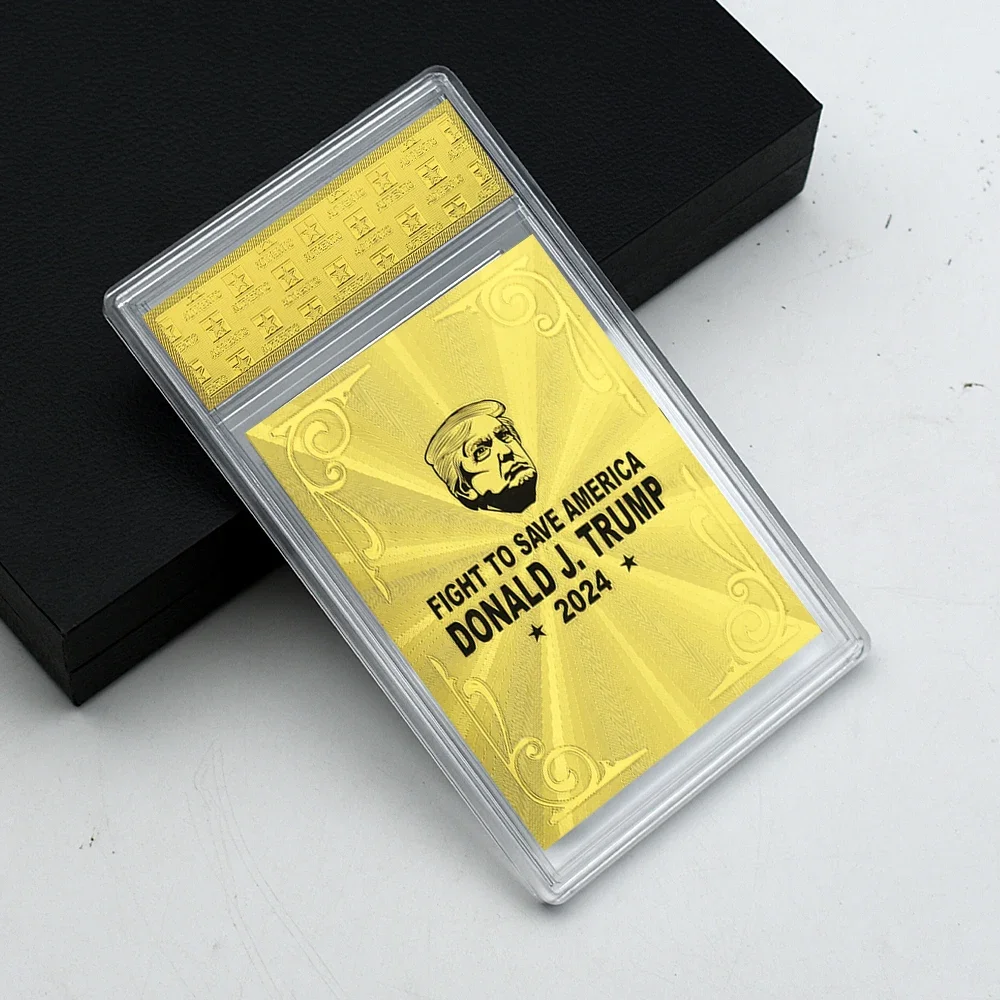 FIGHT TO SAVE AMERICA
DONALD J. TRUMP
★ 2024 ★